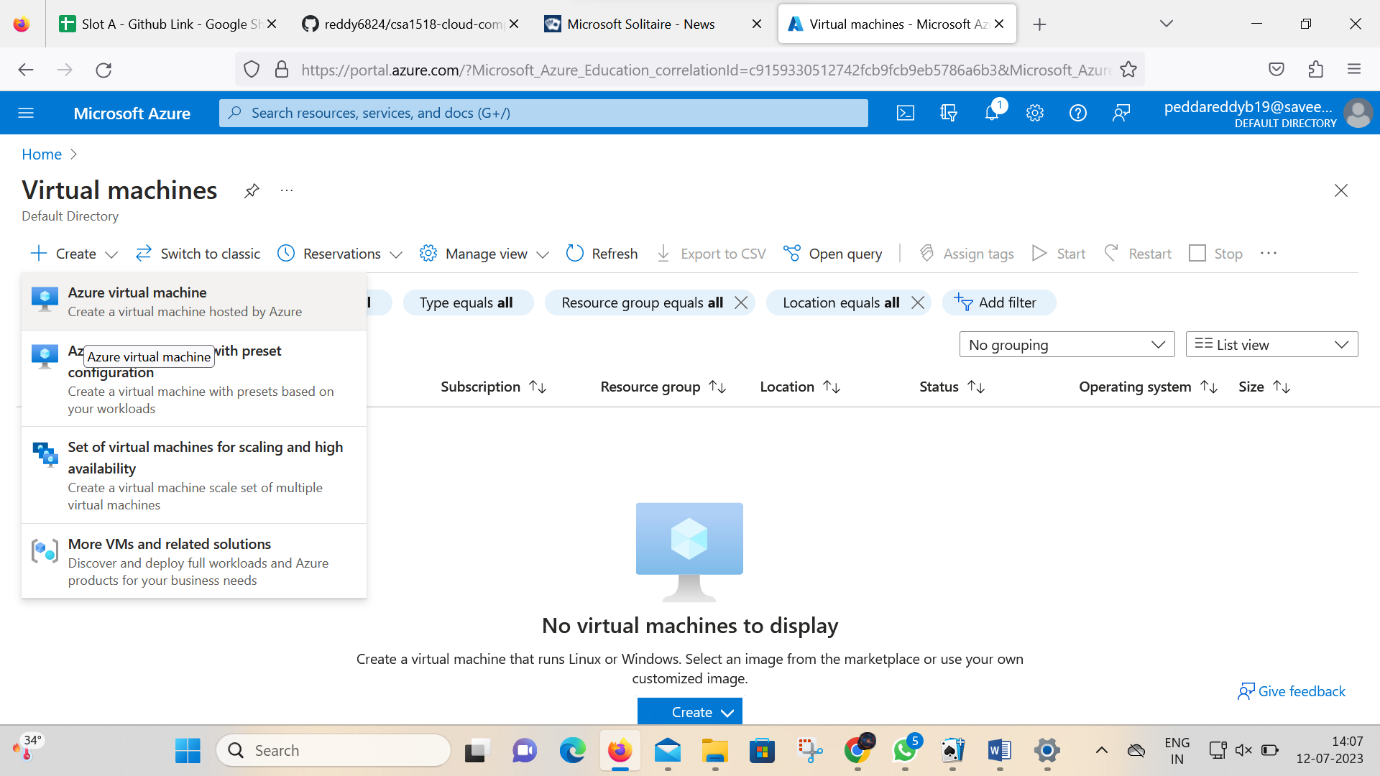 Slot A - Github Link - Google Sh
reddy6824/csa1518-cloud-com
Microsoft Solitaire - News
Virtual machines - Microsoft Az
https://portal.azure.com/?Microsoft_Azure_Education_correlationId=c9159330512742fcb9fcb9eb5786a6b3&Microsoft_Azur
Microsoft Azure
Search resources, services, and docs (G+/)
1
peddareddyb19@savee...
DEFAULT DIRECTORY
Home
Virtual machines
...
Default Directory
Create
Switch to classic
Reservations
Manage view
Refresh
Export to CSV
Open query
Assign tags
Start
Restart
Stop
...
Azure virtual machine
Create a virtual machine hosted by Azure
Type equals all
Resource group equals all
Location equals all
Add filter
with preset
configuration
Azure virtual machine
Create a virtual machine with presets based on
your workloads
No grouping
List view
Subscription
Resource group
Location
Status
Operating system
Size
Set of virtual machines for scaling and high
availability
Create a virtual machine scale set of multiple
virtual machines
More VMs and related solutions
Discover and deploy full workloads and Azure
products for your business needs
No virtual machines to display
Create a virtual machine that runs Linux or Windows. Select an image from the marketplace or use your own
customized image.
Create
Give feedback
34°
Search
5
ENG
IN
14:07
12-07-2023